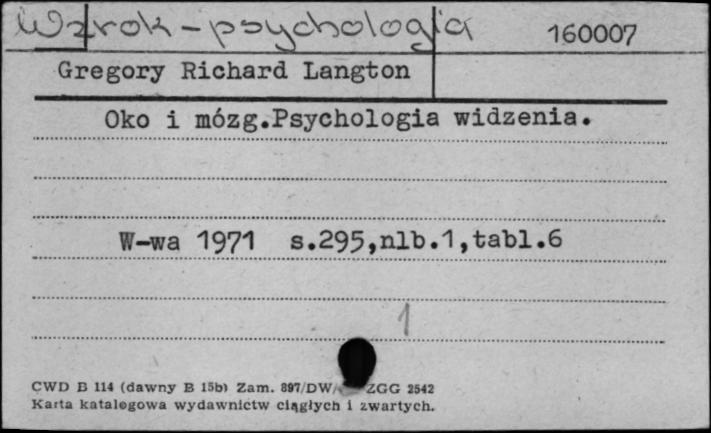 Wzrok - psychologia 160007
Gregory Richard Langton
Oko i mózg.Psychologia widzenia.
W-wa 1971 s.295,nlb.1,tabl.6
1
CWD B 114 (dawny B 15b) Zam. 897/DW/ ZGG 2542
Karta katalogowa wydawnictw ciągłych i zwartych.